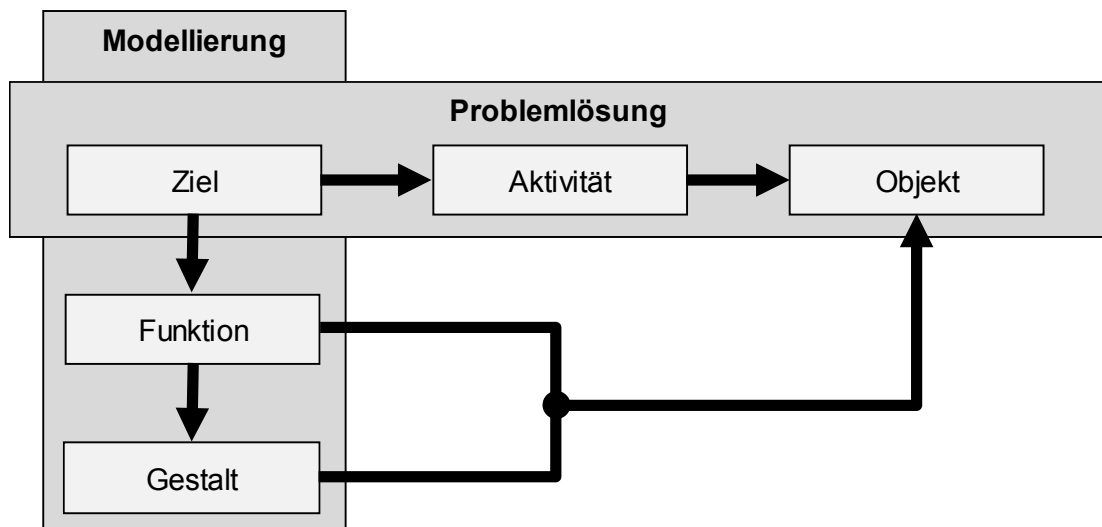 Modellierung
Problemlösung
Ziel
Aktivität
Objekt
Funktion
Gestalt